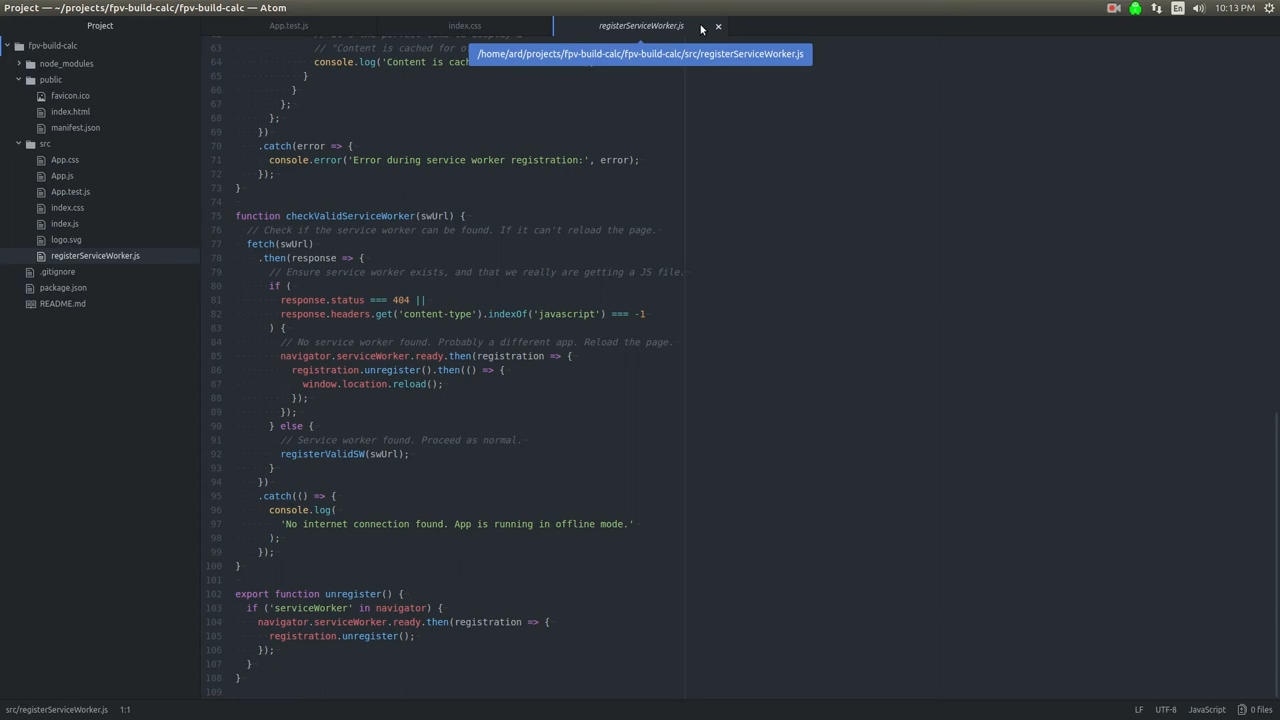 Project — ~/projects/fpv-build-calc/fpv-build-calc — Atom
En
10:13 PM
Project
App.test.js
index.css
registerServiceWorker.js
/home/ard/projects/fpv-build-calc/fpv-build-calc/src/registerServiceWorker.js
fpv-build-calc
node_modules
public
favicon.ico
index.html
manifest.json
src
App.css
App.js
App.test.js
index.css
index.js
logo.svg
registerServiceWorker.js
.gitignore
package.json
README.md
63 // "Content is cached for o
64 console.log('Content is cach
65 }
66 }
67 };
68 };
69 })
70 .catch(error => {
71 console.error('Error during service worker registration:', error);
72 });
73 }
74
75 function checkValidServiceWorker(swUrl) {
76 // Check if the service worker can be found. If it can't reload the page.
77 fetch(swUrl)
78 .then(response => {
79 // Ensure service worker exists, and that we really are getting a JS file.
80 if (
81 response.status === 404 ||
82 response.headers.get('content-type').indexOf('javascript') === -1
83 ) {
84 // No service worker found. Probably a different app. Reload the page.
85 navigator.serviceWorker.ready.then(registration => {
86 registration.unregister().then(() => {
87 window.location.reload();
88 });
89 });
90 } else {
91 // Service worker found. Proceed as normal.
92 registerValidSW(swUrl);
93 }
94 })
95 .catch(() => {
96 console.log(
97 'No internet connection found. App is running in offline mode.'
98 );
99 });
100 }
101
102 export function unregister() {
103 if ('serviceWorker' in navigator) {
104 navigator.serviceWorker.ready.then(registration => {
105 registration.unregister();
106 });
107 }
108 }
109
src/registerServiceWorker.js 1:1
LF UTF-8 JavaScript 0 files